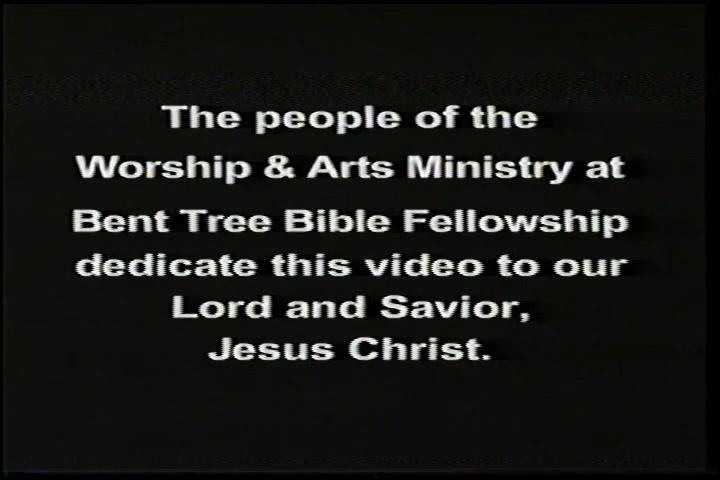 The people of the
Worship & Arts Ministry at
Bent Tree Bible Fellowship
dedicate this video to our
Lord and Savior,
Jesus Christ.